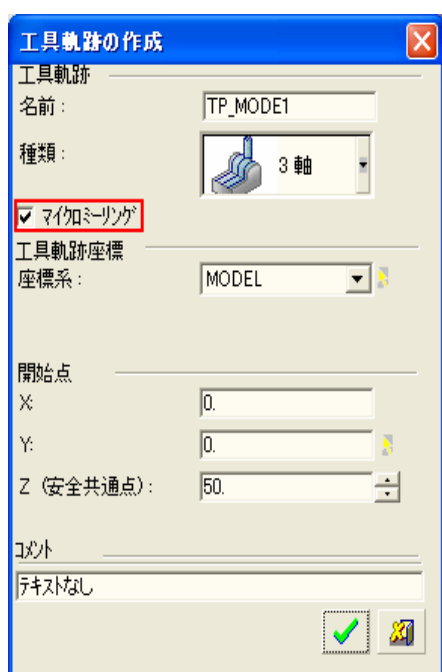 工具軌跡の作成
工具軌跡
名前：
TP_MODE1
種類：
3 軸
マイクロミーリング
工具軌跡座標
座標系：
MODEL
開始点
X:
0.
Y:
0.
Z（安全共通点）：
50.
コメント
テキストなし